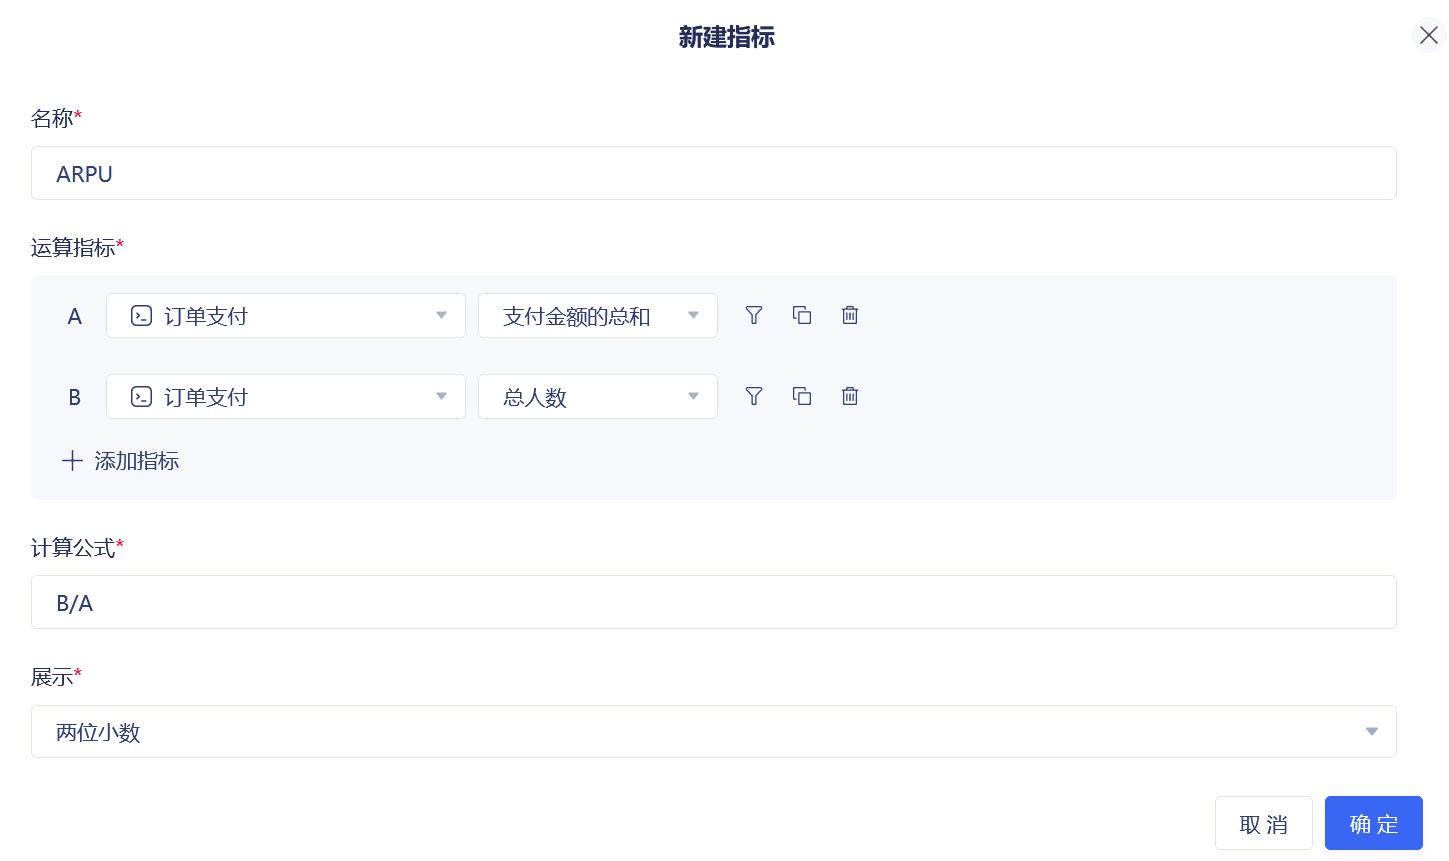 新建指标
名称*
ARPU
运算指标*
A 订单支付 支付金额的总和
B 订单支付 总人数
添加指标
计算公式*
B/A
展示*
两位小数
取消 确定